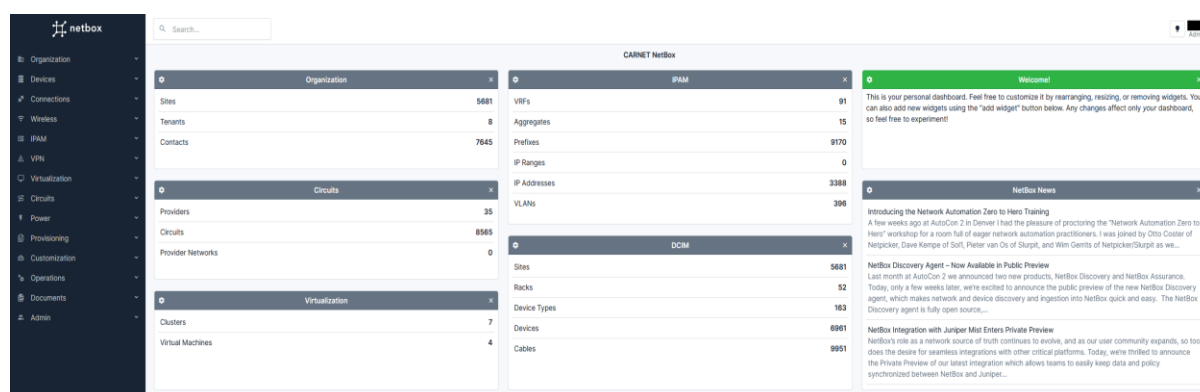 netbox
Search...
Admin
Organization
Devices
Connections
Wireless
IPAM
VPN
Virtualization
Circuits
Power
Provisioning
Customization
Operations
Documents
Admin
CARNET NetBox
Organization
Sites 5681
Tenants 8
Contacts 7645
Circuits
Providers 35
Circuits 8565
Provider Networks 0
Virtualization
Clusters 7
Virtual Machines 4
IPAM
VRFs 91
Aggregates 15
Prefixes 9170
IP Ranges 0
IP Addresses 3388
VLANs 396
DCIM
Sites 5681
Racks 52
Device Types 163
Devices 6961
Cables 9951
Welcome!
This is your personal dashboard. Feel free to customize it by rearranging, resizing, or removing widgets. You
can also add new widgets using the "add widget" button below. Any changes affect only your dashboard,
so feel free to experiment!
NetBox News
Introducing the Network Automation Zero to Hero Training
A few weeks ago at AutoCon 2 in Denver I had the pleasure of proctoring the "Network Automation Zero to
Hero" workshop for a room full of eager network automation practitioners. I was joined by Otto Coster of
Netpicker, Dave Kempe of Sol1, Pieter van Os of Slurpit, and Wim Gerrits of Netpicker/Slurpit as we...
NetBox Discovery Agent – Now Available in Public Preview
Last month at AutoCon 2 we announced two new products, NetBox Discovery and NetBox Assurance.
Today, only a few weeks later, we're excited to announce the public preview of the new NetBox Discovery
agent, which makes network and device discovery and ingestion into NetBox quick and easy. The NetBox
Discovery agent is fully open source,...
NetBox Integration with Juniper Mist Enters Private Preview
NetBox's role as a network source of truth continues to evolve, and as our user community expands, so too
does the desire for seamless integrations with other critical platforms. Today, we're thrilled to announce
the Private Preview of our latest integration which allows teams to easily keep data and policy
synchronized between NetBox and Juniper...